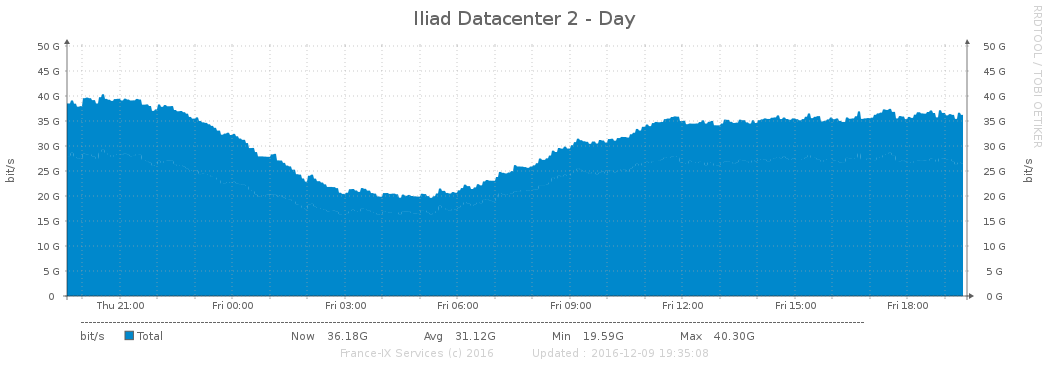 Iliad Datacenter 2 - Day
RRDTOOL / TOBI OETIKER
50 G 50 G
45 G 45 G
40 G 40 G
35 G 35 G
30 G 30 G
25 G 25 G
20 G 20 G
15 G 15 G
10 G 10 G
5 G 5 G
0 0 G
bit/s
bit/s
Thu 21:00 Fri 00:00 Fri 03:00 Fri 06:00 Fri 09:00 Fri 12:00 Fri 15:00 Fri 18:00
bit/s Total Now 36.18G Avg 31.12G Min 19.59G Max 40.30G
France-IX Services (c) 2016 Updated : 2016-12-09 19:35:08